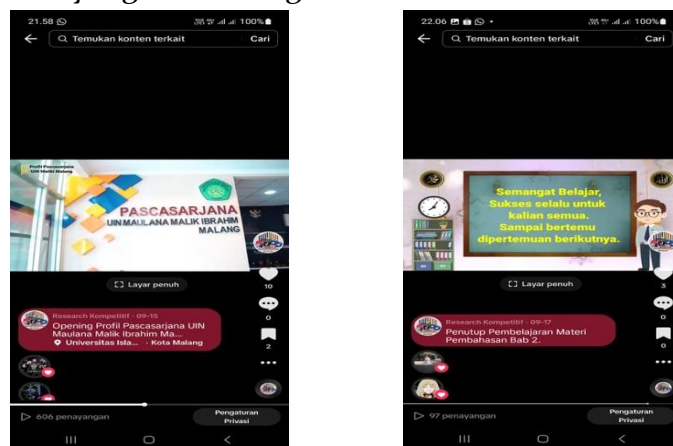 21.58
100%
Temukan konten terkait
Cari
Profil Pascasarjana
UIN Maliki Malang
PASCASARJANA
UIN MAULANA MALIK IBRAHIM
MALANG
Layar penuh
10
0
2
Research Kompetitif · 09-15
Opening Profil Pascasarjana UIN
Maulana Malik Ibrahim Ma...
Universitas Isla... · Kota Malang
606 penayangan
Pengaturan
Privasi
22.06
100%
Temukan konten terkait
Cari
Semangat Belajar,
Sukses selalu untuk
kalian semua.
Sampai bertemu
dipertemuan berikutnya.
Layar penuh
3
0
0
Research Kompetitif · 09-17
Penutup Pembelajaran Materi
Pembahasan Bab 2.
97 penayangan
Pengaturan
Privasi